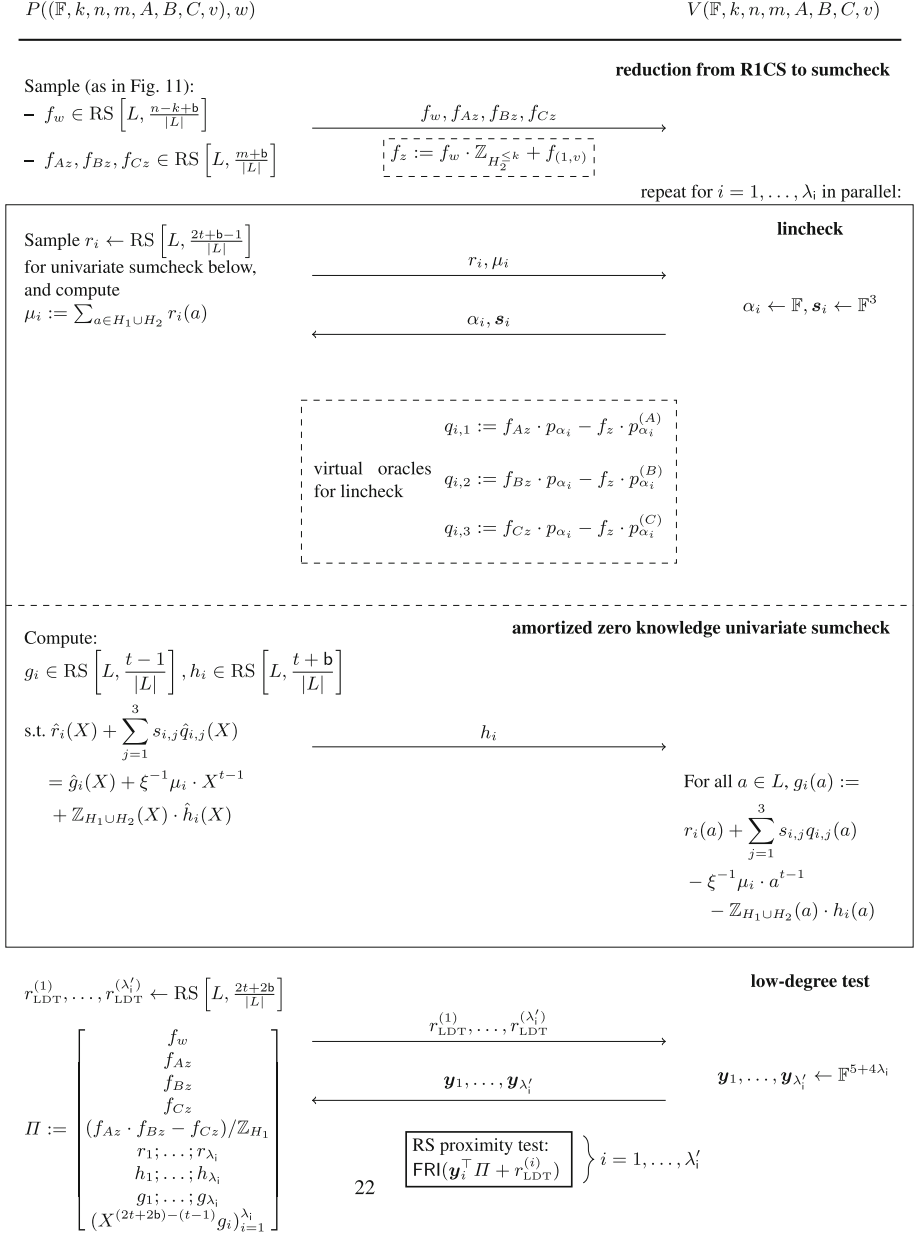 P((𝔽, k, n, m, A, B, C, v), w)
V(𝔽, k, n, m, A, B, C, v)
reduction from R1CS to sumcheck
Sample (as in Fig. 11):
– f_w ∈ RS [L, (n−k+b)/|L|]
– f_{Az}, f_{Bz}, f_{Cz} ∈ RS [L, (m+b)/|L|]
f_w, f_{Az}, f_{Bz}, f_{Cz}
f_z := f_w · ℤ_{H_2^{≤k}} + f_{(1,v)}
repeat for i = 1, . . . , λ_i in parallel:
lincheck
Sample r_i ← RS [L, (2t+b−1)/|L|]
for univariate sumcheck below,
and compute
μ_i := ∑_{a∈H_1∪H_2} r_i(a)
r_i, μ_i
α_i ← 𝔽, s_i ← 𝔽^3
α_i, s_i
virtual oracles
for lincheck
q_{i,1} := f_{Az} · p_{α_i} − f_z · p_{α_i}^{(A)}
q_{i,2} := f_{Bz} · p_{α_i} − f_z · p_{α_i}^{(B)}
q_{i,3} := f_{Cz} · p_{α_i} − f_z · p_{α_i}^{(C)}
amortized zero knowledge univariate sumcheck
Compute:
g_i ∈ RS [L, (t − 1)/|L|], h_i ∈ RS [L, (t + b)/|L|]
s.t. r̂_i(X) + ∑_{j=1}^{3} s_{i,j} q̂_{i,j}(X)
= ĝ_i(X) + ξ^{−1}μ_i · X^{t−1}
+ ℤ_{H_1∪H_2}(X) · ĥ_i(X)
h_i
For all a ∈ L, g_i(a) :=
r_i(a) + ∑_{j=1}^{3} s_{i,j} q_{i,j}(a)
− ξ^{−1}μ_i · a^{t−1}
− ℤ_{H_1∪H_2}(a) · h_i(a)
low-degree test
r_{LDT}^{(1)}, . . . , r_{LDT}^{(λ′_i)} ← RS [L, (2t+2b)/|L|]
r_{LDT}^{(1)}, . . . , r_{LDT}^{(λ′_i)}
y_1, . . . , y_{λ′_i}
y_1, . . . , y_{λ′_i} ← 𝔽^{5+4λ_i}
Π :=
f_w
f_{Az}
f_{Bz}
f_{Cz}
(f_{Az} · f_{Bz} − f_{Cz})/ℤ_{H_1}
r_1; . . . ; r_{λ_i}
h_1; . . . ; h_{λ_i}
g_1; . . . ; g_{λ_i}
(X^{(2t+2b)−(t−1)} g_i)_{i=1}^{λ_i}
RS proximity test:
FRI(y_i^⊤ Π + r_{LDT}^{(i)})
} i = 1, . . . , λ′_i
22